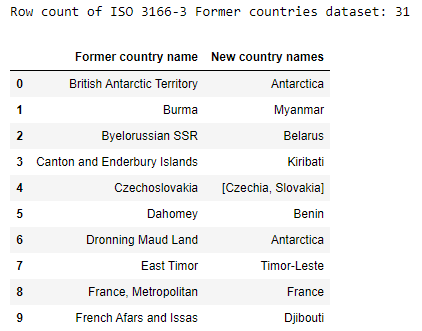 Row count of ISO 3166-3 Former countries dataset: 31
Former country name New country names
0 British Antarctic Territory Antarctica
1 Burma Myanmar
2 Byelorussian SSR Belarus
3 Canton and Enderbury Islands Kiribati
4 Czechoslovakia [Czechia, Slovakia]
5 Dahomey Benin
6 Dronning Maud Land Antarctica
7 East Timor Timor-Leste
8 France, Metropolitan France
9 French Afars and Issas Djibouti